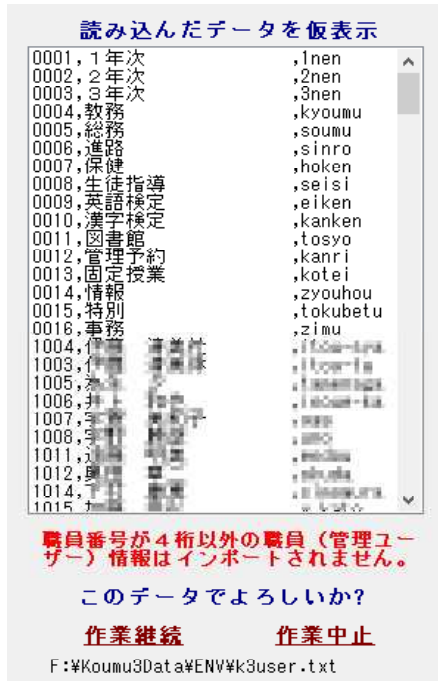 読み込んだデータを仮表示
0001,１年次　　　　　　　　,1nen
0002,２年次　　　　　　　　,2nen
0003,３年次　　　　　　　　,3nen
0004,教務　　　　　　　　　,kyoumu
0005,総務　　　　　　　　　,soumu
0006,進路　　　　　　　　　,sinro
0007,保健　　　　　　　　　,hoken
0008,生徒指導　　　　　　　,seisi
0009,英語検定　　　　　　　,eiken
0010,漢字検定　　　　　　　,kanken
0011,図書館　　　　　　　　,tosyo
0012,管理予約　　　　　　　,kanri
0013,固定授業　　　　　　　,kotei
0014,情報　　　　　　　　　,zyouhou
0015,特別　　　　　　　　　,tokubetu
0016,事務　　　　　　　　　,zimu
1004,
1003,
1005,
1006,
1007,
1008,
1011,
1012,
1014,
1015
職員番号が４桁以外の職員（管理ユー
ザー）情報はインポートされません。
このデータでよろしいか?
作業継続　作業中止
F:¥Koumu3Data¥ENV¥k3user.txt